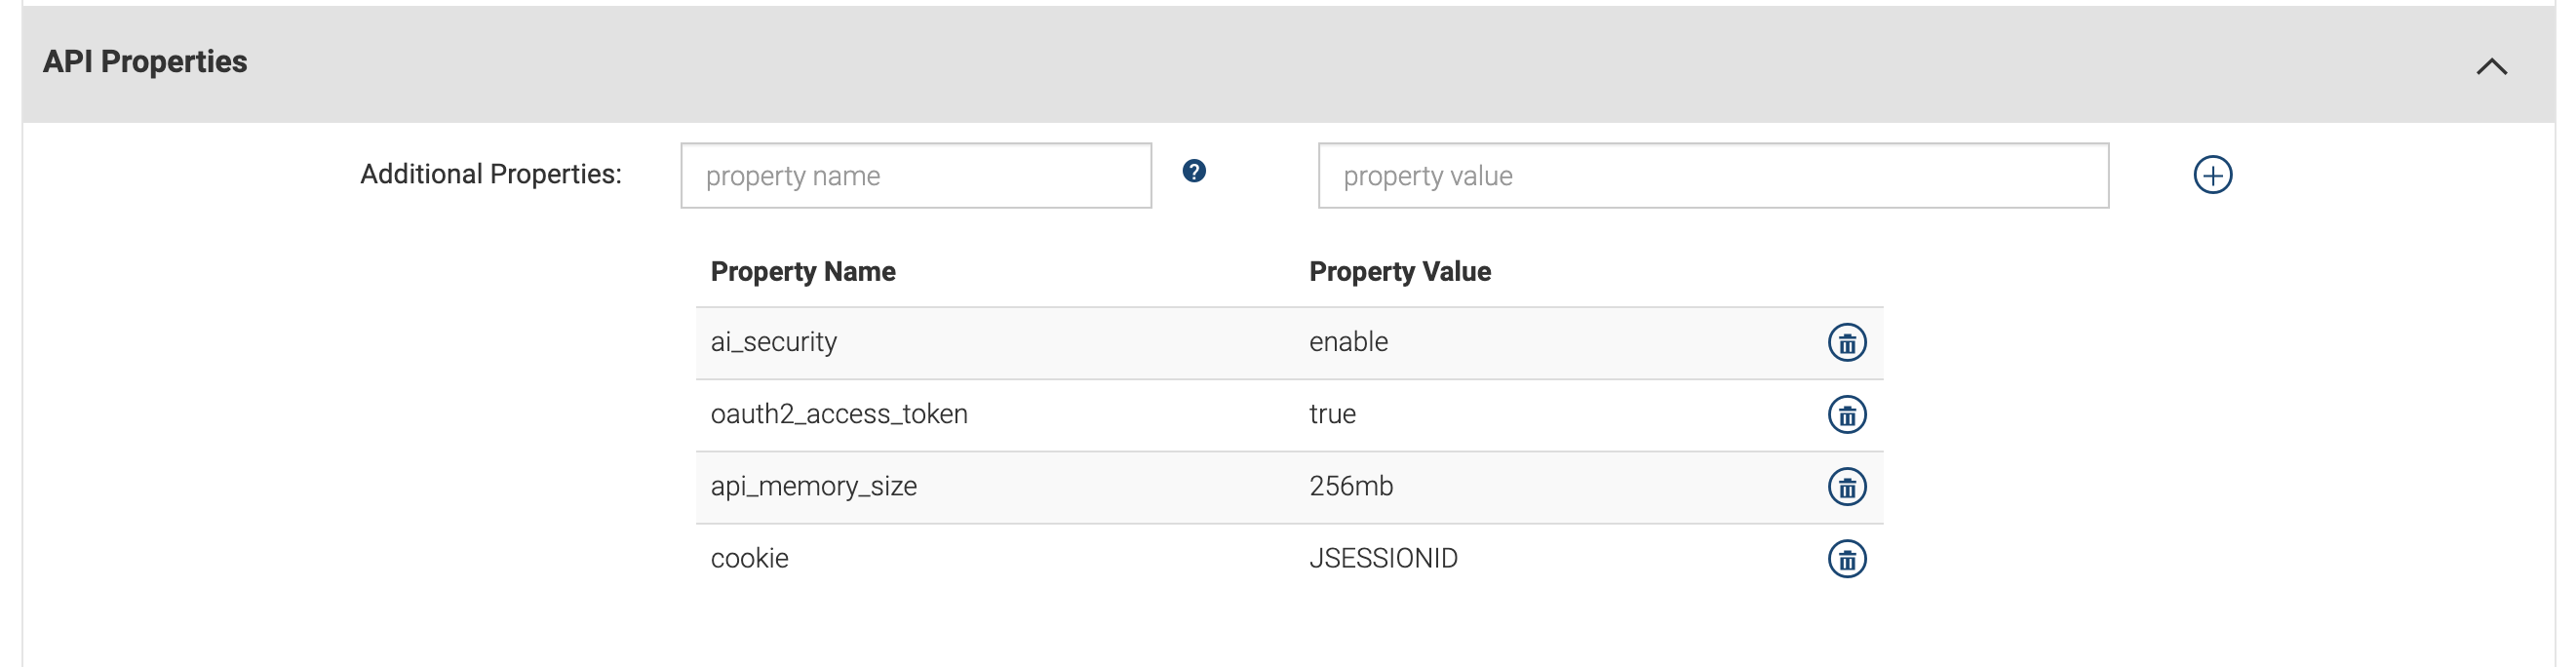 API Properties
Additional Properties: property name ? property value
Property Name Property Value
ai_security enable
oauth2_access_token true
api_memory_size 256mb
cookie JSESSIONID